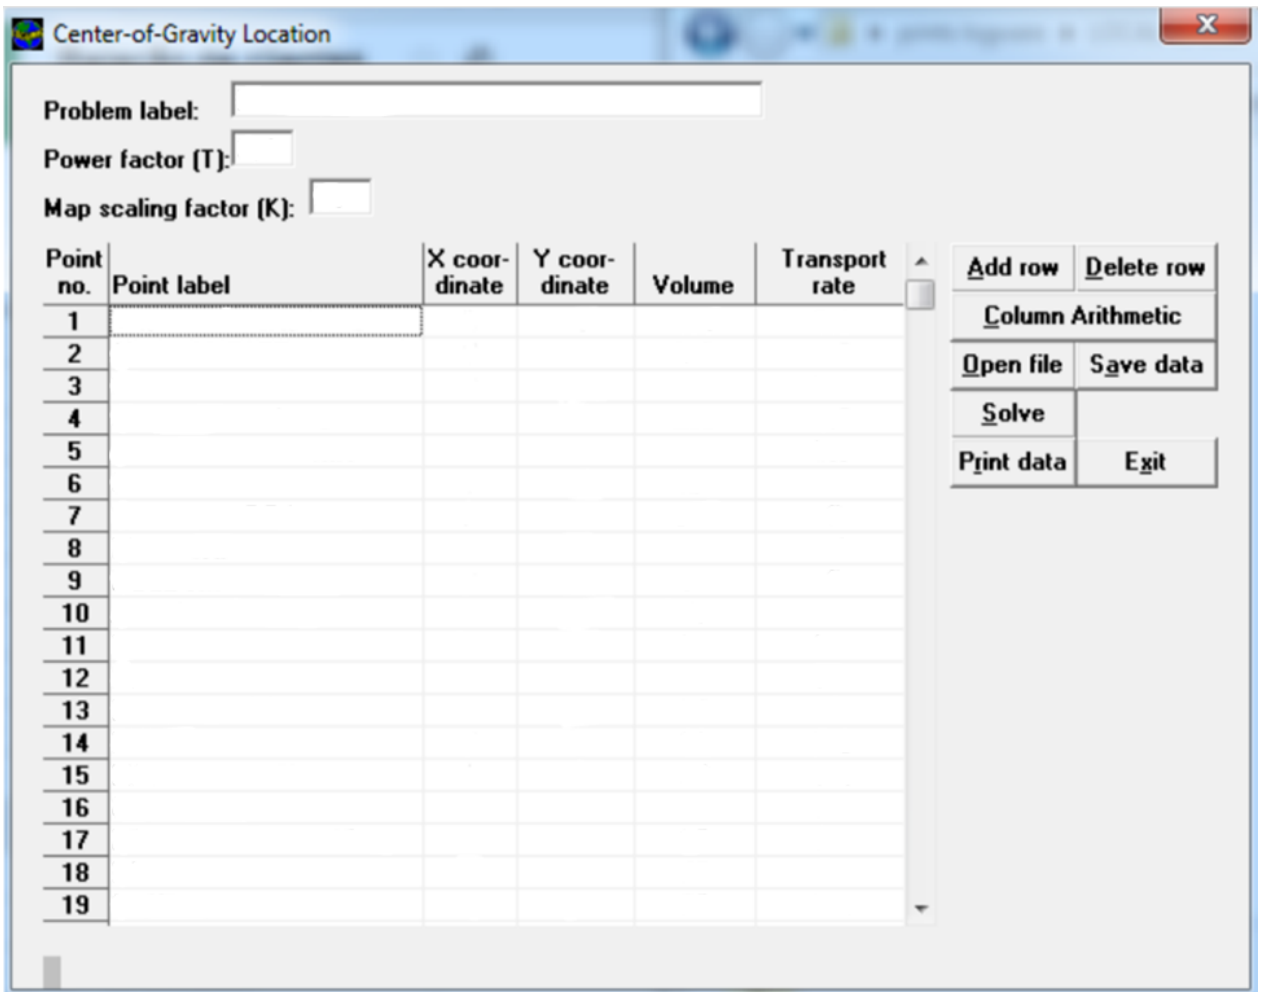 Center-of-Gravity Location
X
Problem label:
Power factor (T):
Map scaling factor (K):
Point no. Point label X coor-dinate Y coor-dinate Volume Transport rate
Add row Delete row
Column Arithmetic
Open file Save data
Solve
Print data Exit
1
2
3
4
5
6
7
8
9
10
11
12
13
14
15
16
17
18
19